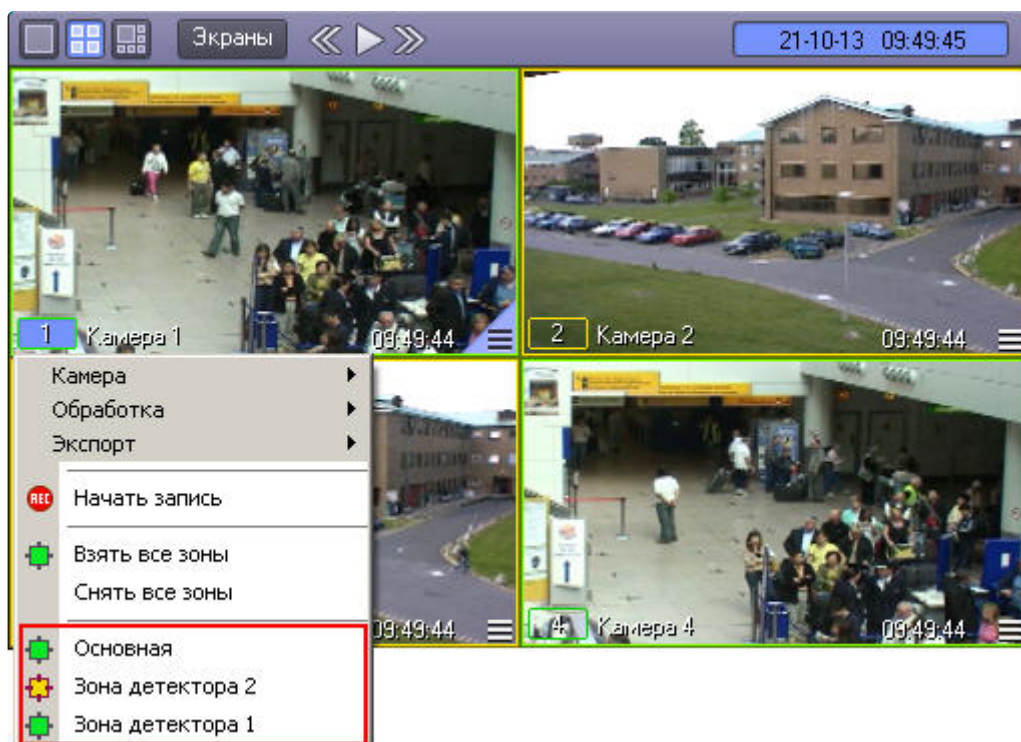 Экраны
21-10-13 09:49:45
1 Камера 1 09:49:44
2 Камера 2 09:49:44
Камера
Обработка
Экспорт
REC Начать запись
Взять все зоны
Снять все зоны
09:49:44
4 Камера 4 09:49:44
Основная
Зона детектора 2
Зона детектора 1